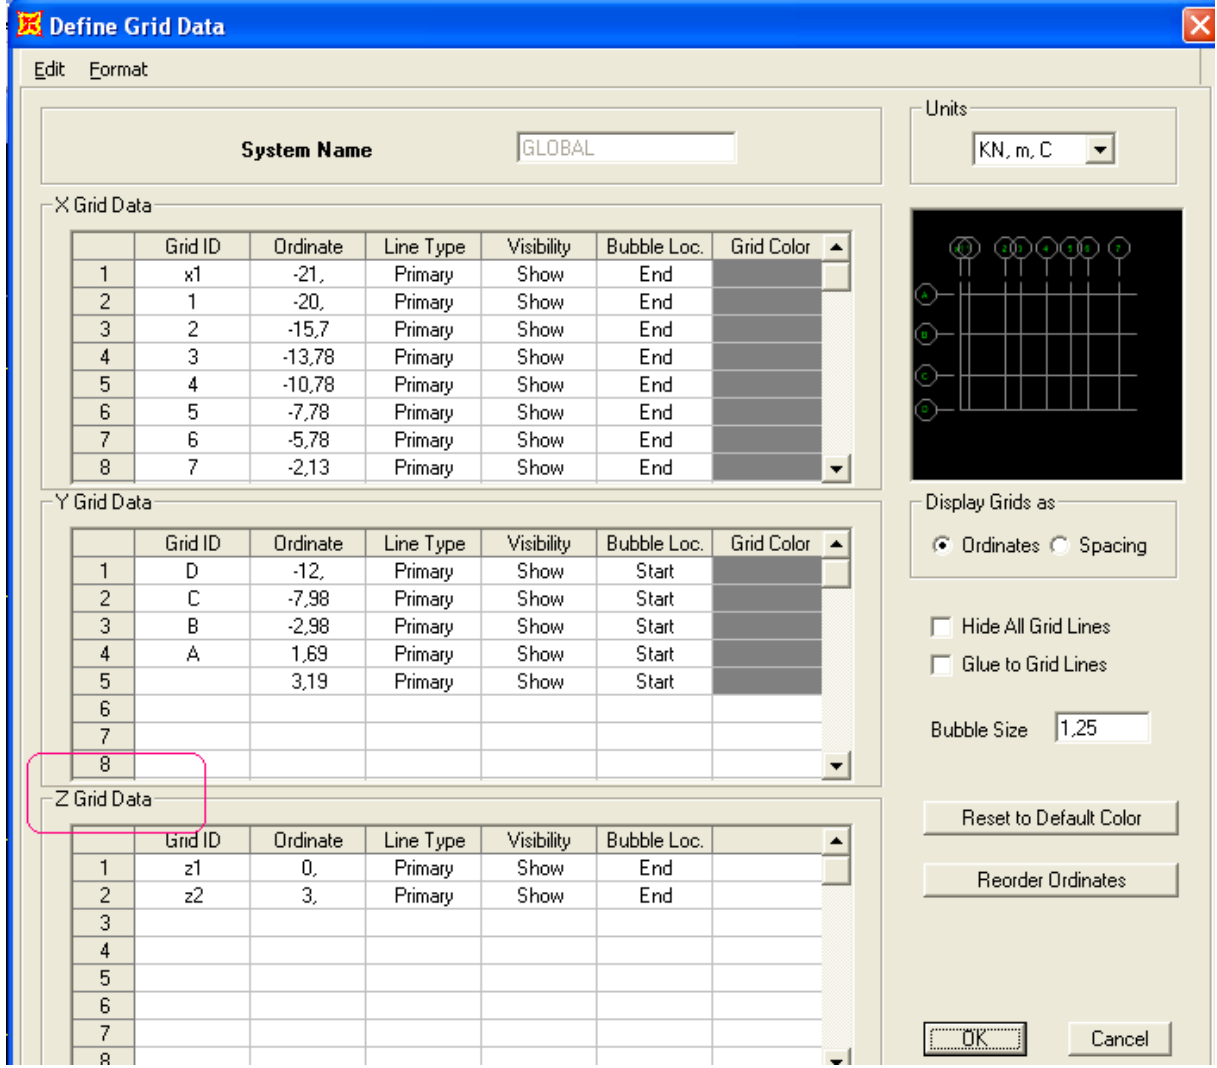 Define Grid Data
Edit Format
System Name GLOBAL
Units
KN, m, C
X Grid Data
Grid ID Ordinate Line Type Visibility Bubble Loc. Grid Color
1 x1 -21, Primary Show End
2 1 -20, Primary Show End
3 2 -15,7 Primary Show End
4 3 -13,78 Primary Show End
5 4 -10,78 Primary Show End
6 5 -7,78 Primary Show End
7 6 -5,78 Primary Show End
8 7 -2,13 Primary Show End
Y Grid Data
Grid ID Ordinate Line Type Visibility Bubble Loc. Grid Color
1 D -12, Primary Show Start
2 C -7,98 Primary Show Start
3 B -2,98 Primary Show Start
4 A 1,69 Primary Show Start
5 3,19 Primary Show Start
6
7
8
Z Grid Data
Grid ID Ordinate Line Type Visibility Bubble Loc.
1 z1 0, Primary Show End
2 z2 3, Primary Show End
3
4
5
6
7
8
Display Grids as
Ordinates Spacing
Hide All Grid Lines
Glue to Grid Lines
Bubble Size 1,25
Reset to Default Color
Reorder Ordinates
OK Cancel